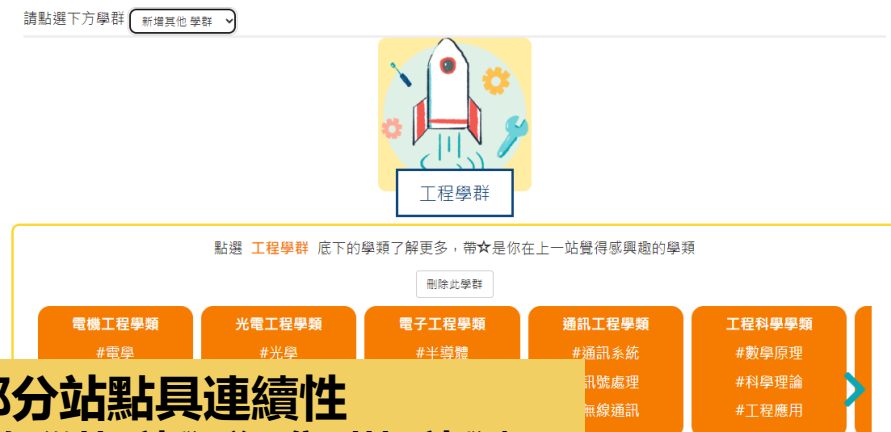 請點選下方學群 新增其他 學群
工程學群
點選 工程學群 底下的學類了解更多，帶☆是你在上一站覺得感興趣的學類
刪除此學群
電機工程學類 光電工程學類 電子工程學類 通訊工程學類 工程科學學類
#電學 #光學 #半導體 #通訊系統 #數學原理
訊號處理 #科學理論
無線通訊 #工程應用
部分站點具連續性